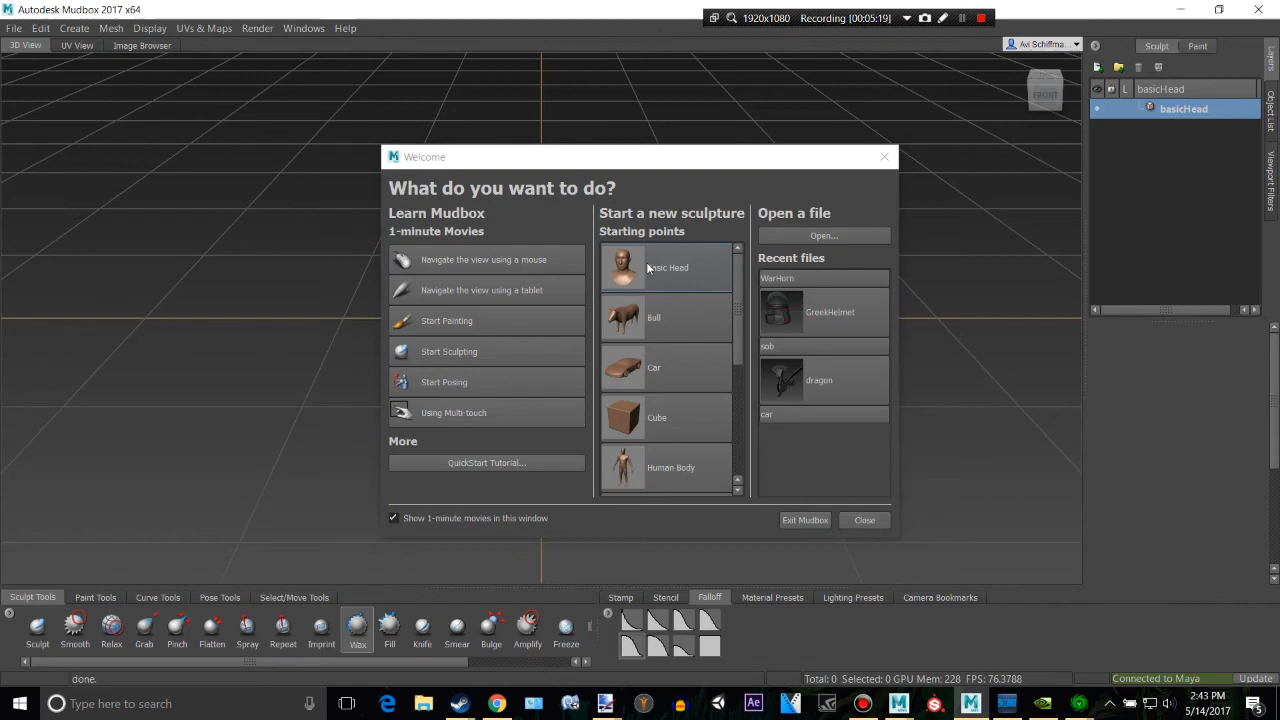 Autodesk Mudbox 2017 x64
1920x1080 Recording [00:05:19]
File Edit Create Mesh Display UVs & Maps Render Windows Help
3D View UV View Image Browser
Avi Schiffma...
Sculpt Paint
FRONT
L basicHead
basicHead
Layers
Object List
Viewport Filters
Welcome
What do you want to do?
Learn Mudbox
1-minute Movies
Navigate the view using a mouse
Navigate the view using a tablet
Start Painting
Start Sculpting
Start Posing
Using Multi-touch
More
QuickStart Tutorial...
Show 1-minute movies in this window
Start a new sculpture
Starting points
Basic Head
Bull
Car
Cube
Human Body
Open a file
Open...
Recent files
WarHorn
GreekHelmet
sob
dragon
car
Exit Mudbox Close
Sculpt Tools Paint Tools Curve Tools Pose Tools Select/Move Tools
Stamp Stencil Falloff Material Presets Lighting Presets Camera Bookmarks
Sculpt Smooth Relax Grab Pinch Flatten Spray Repeat Imprint Wax Fill Knife Smear Bulge Amplify Freeze
done.
Total: 0 Selected: 0 GPU Mem: 228 FPS: 76.3788
Connected to Maya Update
Type here to search
2:43 PM
5/14/2017